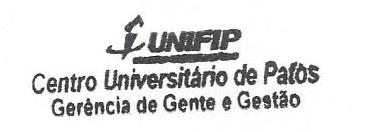 UNIFIP
Centro Universitário de Patos
Gerência de Gente e Gestão